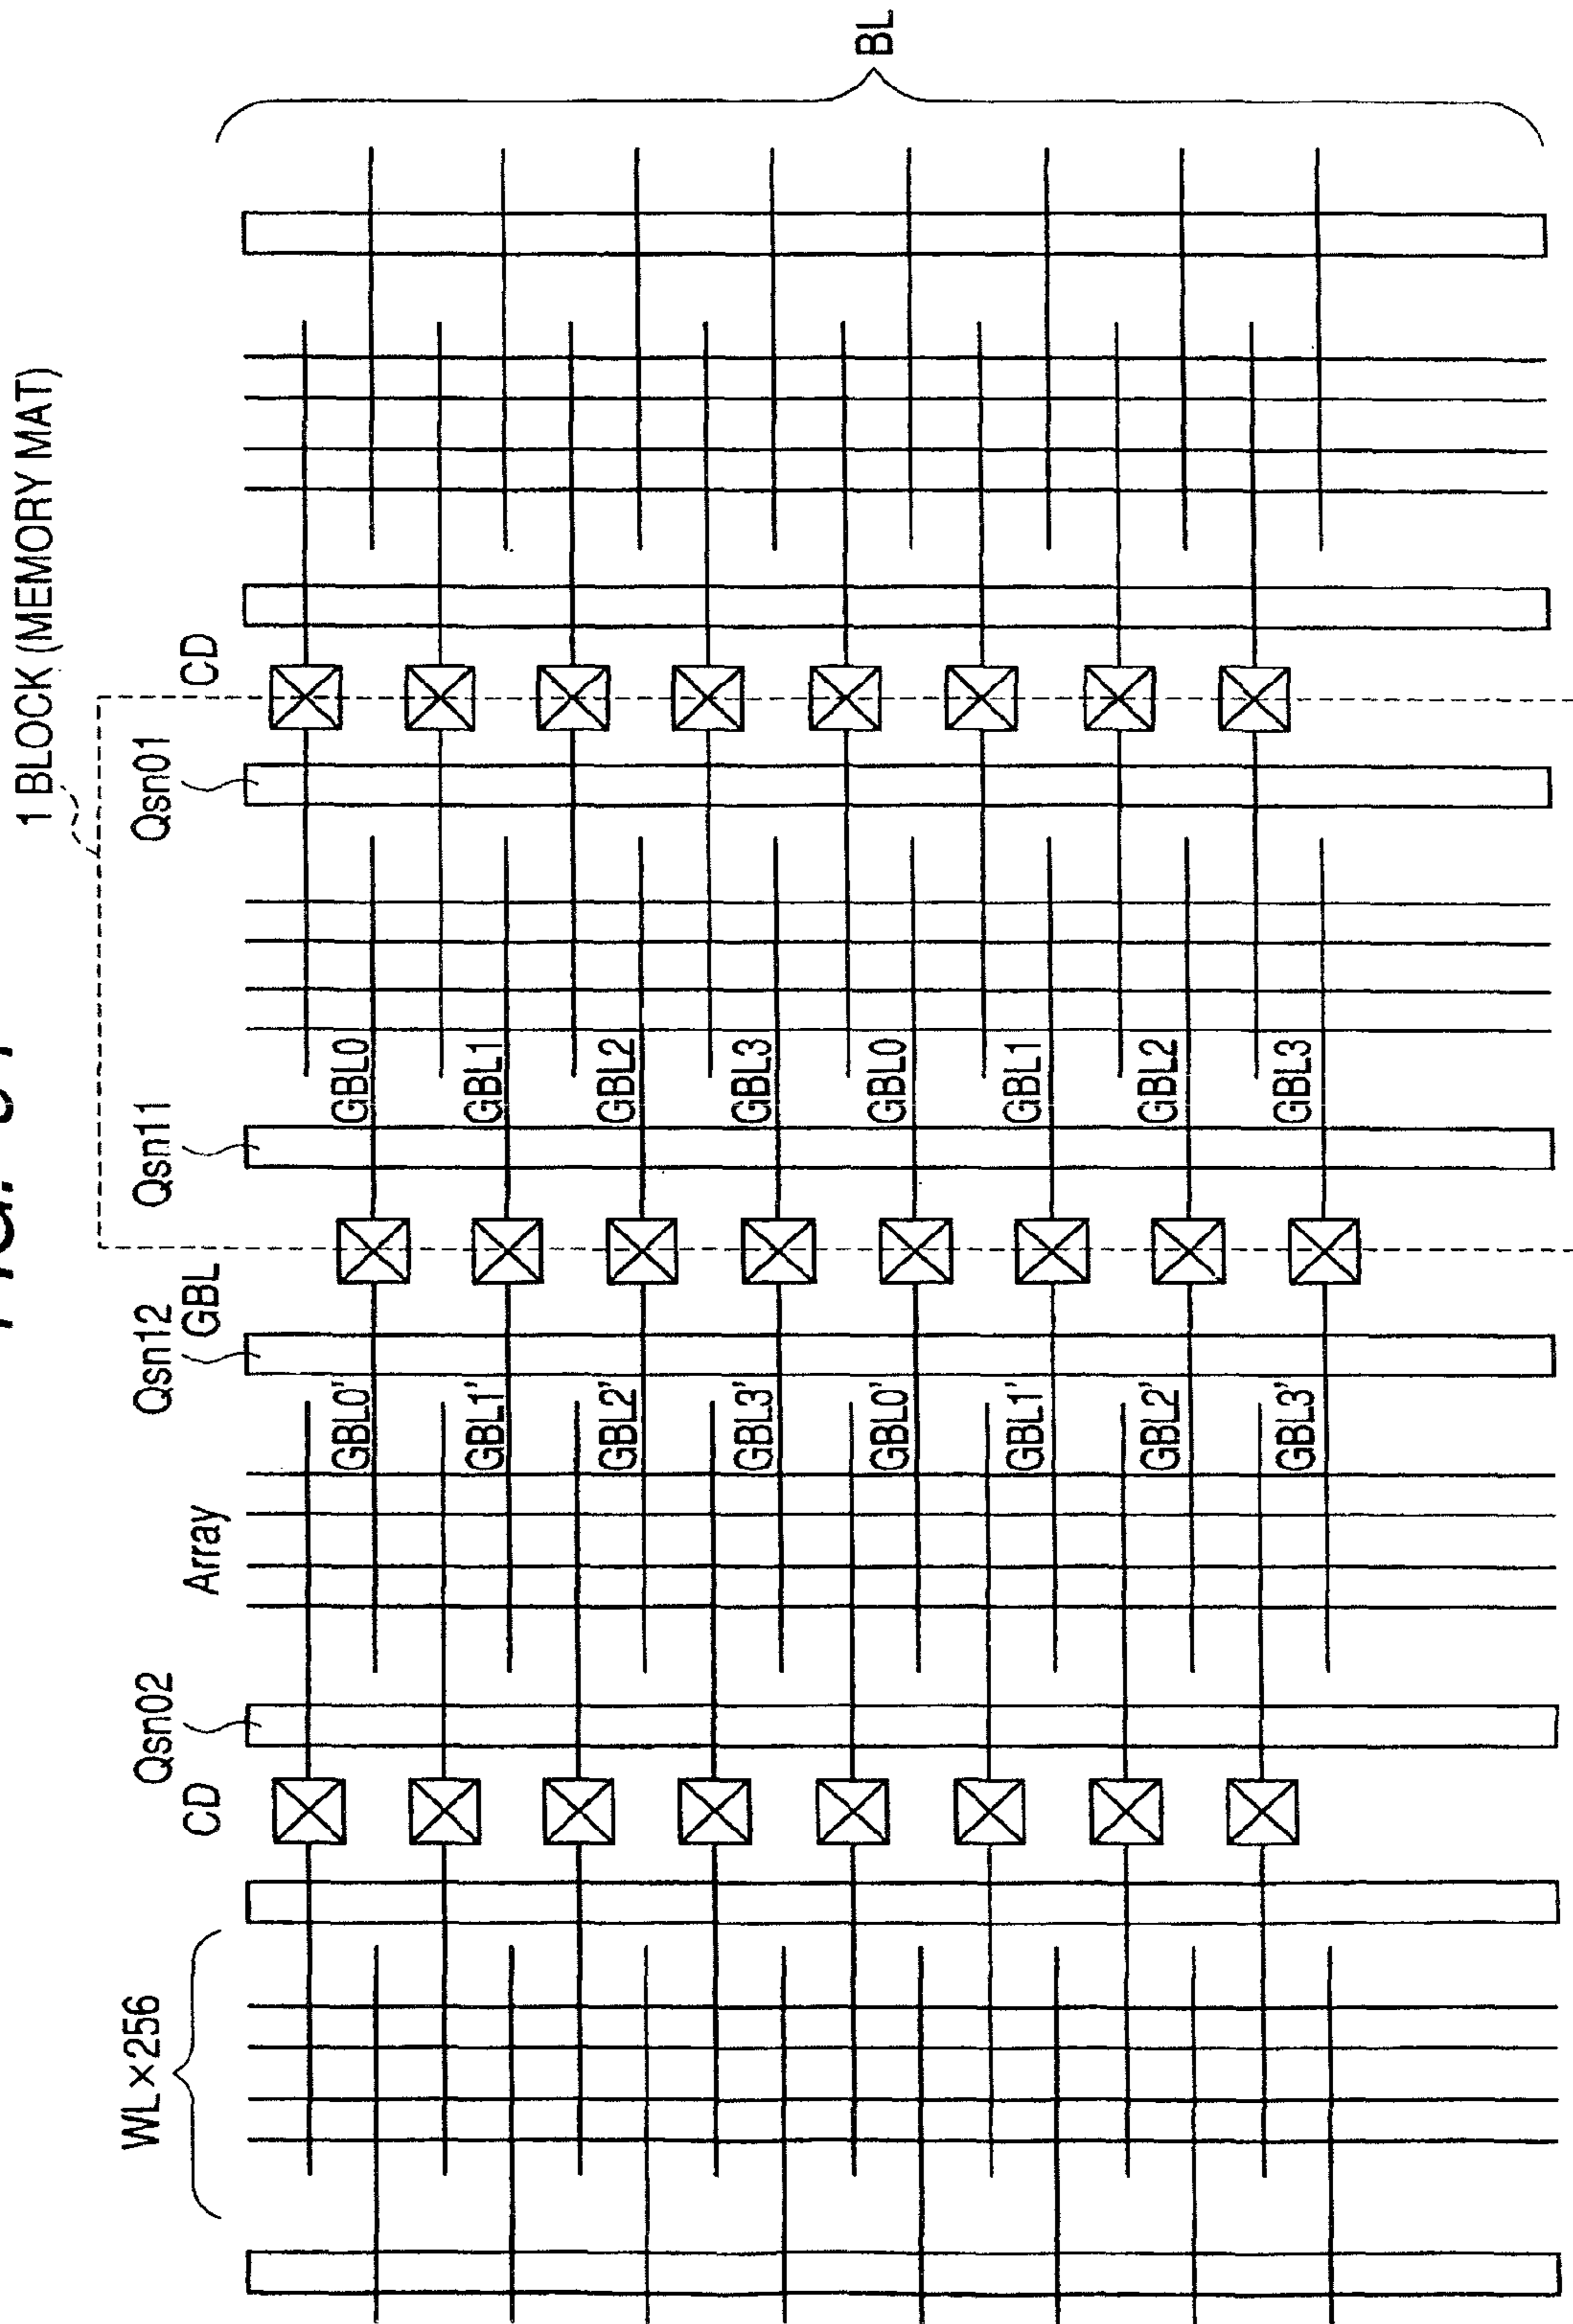 1 BLOCK (MEMORY MAT)
WL×256
CD
Qsn02
Array
Qsn12
GBL
Qsn11
Qsn01
CD
BL
GBL0'
GBL0
GBL1'
GBL1
GBL2'
GBL2
GBL3'
GBL3
GBL0'
GBL0
GBL1'
GBL1
GBL2'
GBL2
GBL3'
GBL3